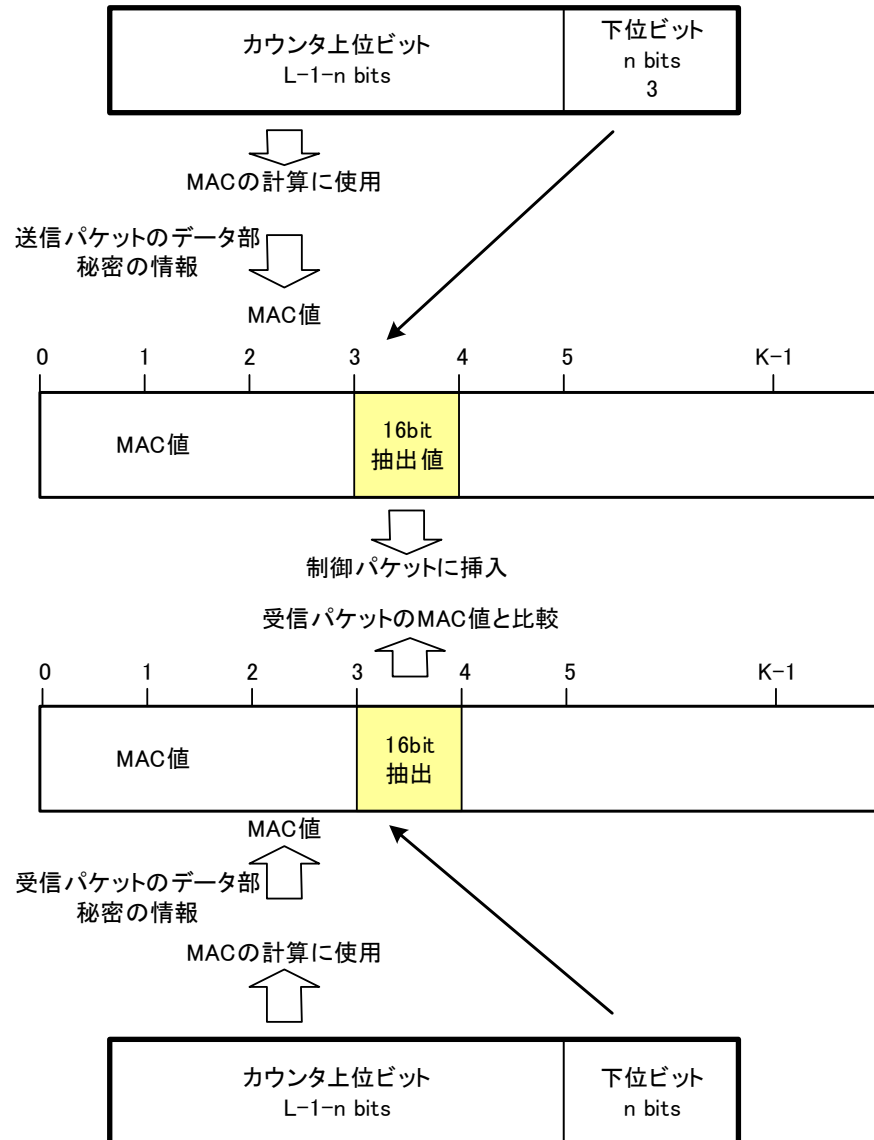 カウンタ上位ビット
L-1-n bits
下位ビット
n bits
3
MACの計算に使用
送信パケットのデータ部
秘密の情報
MAC値
0 1 2 3 4 5 K-1
MAC値
16bit
抽出値
制御パケットに挿入
受信パケットのMAC値と比較
0 1 2 3 4 5 K-1
MAC値
16bit
抽出
MAC値
受信パケットのデータ部
秘密の情報
MACの計算に使用
カウンタ上位ビット
L-1-n bits
下位ビット
n bits